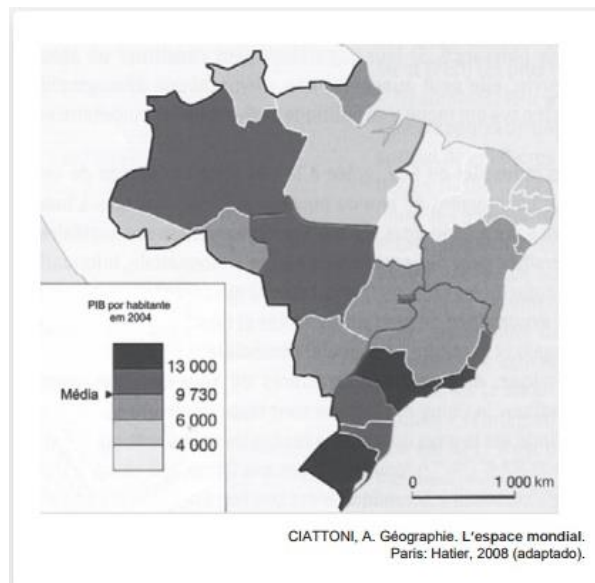 PIB por habitante
em 2004
13 000
Média
9 730
6 000
4 000
0 1 000 km
CIATTONI, A. Géographie. L'espace mondial.
Paris: Hatier, 2008 (adaptado).